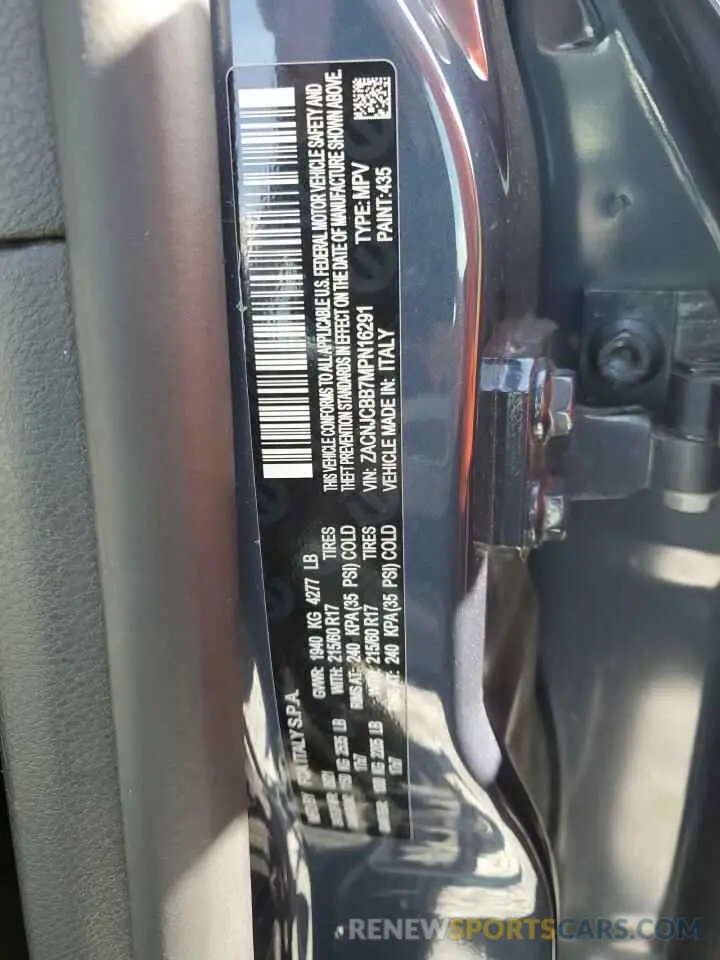 ITALY S.P.A.
GVWR: 1940 KG 4277 LB
WITH: 215/60 R17 TIRES
RIMS AT: 240 KPA(35 PSI) COLD
WITH: 215/60 R17 TIRES
240 KPA(35 PSI) COLD
THIS VEHICLE CONFORMS TO ALL APPLICABLE U.S. FEDERAL MOTOR VEHICLE SAFETY AND
THEFT PREVENTION STANDARDS IN EFFECT ON THE DATE OF MANUFACTURE SHOWN ABOVE.
VIN: ZACNJCBB7MPN16291 TYPE: MPV
VEHICLE MADE IN: ITALY PAINT: 435
RENEWSPORTSCARS.COM